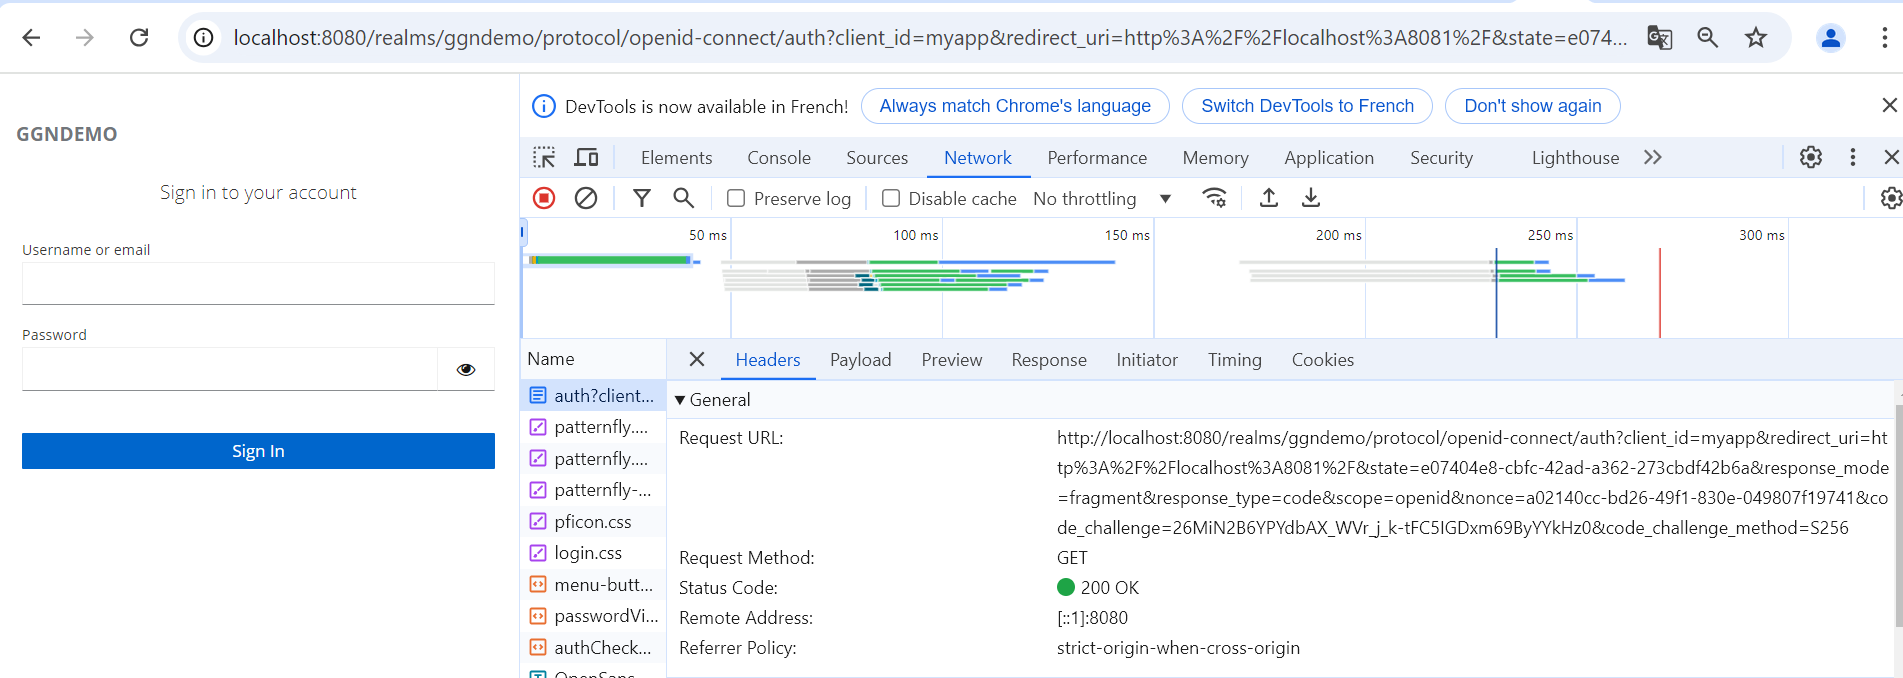 localhost:8080/realms/ggndemo/protocol/openid-connect/auth?client_id=myapp&redirect_uri=http%3A%2F%2Flocalhost%3A8081%2F&state=e074...
GGNDEMO
Sign in to your account
Username or email
Password
Sign In
DevTools is now available in French!
Always match Chrome's language
Switch DevTools to French
Don't show again
Elements
Console
Sources
Network
Performance
Memory
Application
Security
Lighthouse
Preserve log
Disable cache
No throttling
50 ms
100 ms
150 ms
200 ms
250 ms
300 ms
Name
auth?client...
patternfly....
patternfly....
patternfly-...
pficon.css
login.css
menu-butt...
passwordVi...
authCheck...
OpenSans
Headers
Payload
Preview
Response
Initiator
Timing
Cookies
General
Request URL:
http://localhost:8080/realms/ggndemo/protocol/openid-connect/auth?client_id=myapp&redirect_uri=ht
tp%3A%2F%2Flocalhost%3A8081%2F&state=e07404e8-cbfc-42ad-a362-273cbdf42b6a&response_mode
=fragment&response_type=code&scope=openid&nonce=a02140cc-bd26-49f1-830e-049807f19741&co
de_challenge=26MiN2B6YPYdbAX_WVr_j_k-tFC5IGDxm69ByYYkHz0&code_challenge_method=S256
Request Method:
GET
Status Code:
200 OK
Remote Address:
[::1]:8080
Referrer Policy:
strict-origin-when-cross-origin